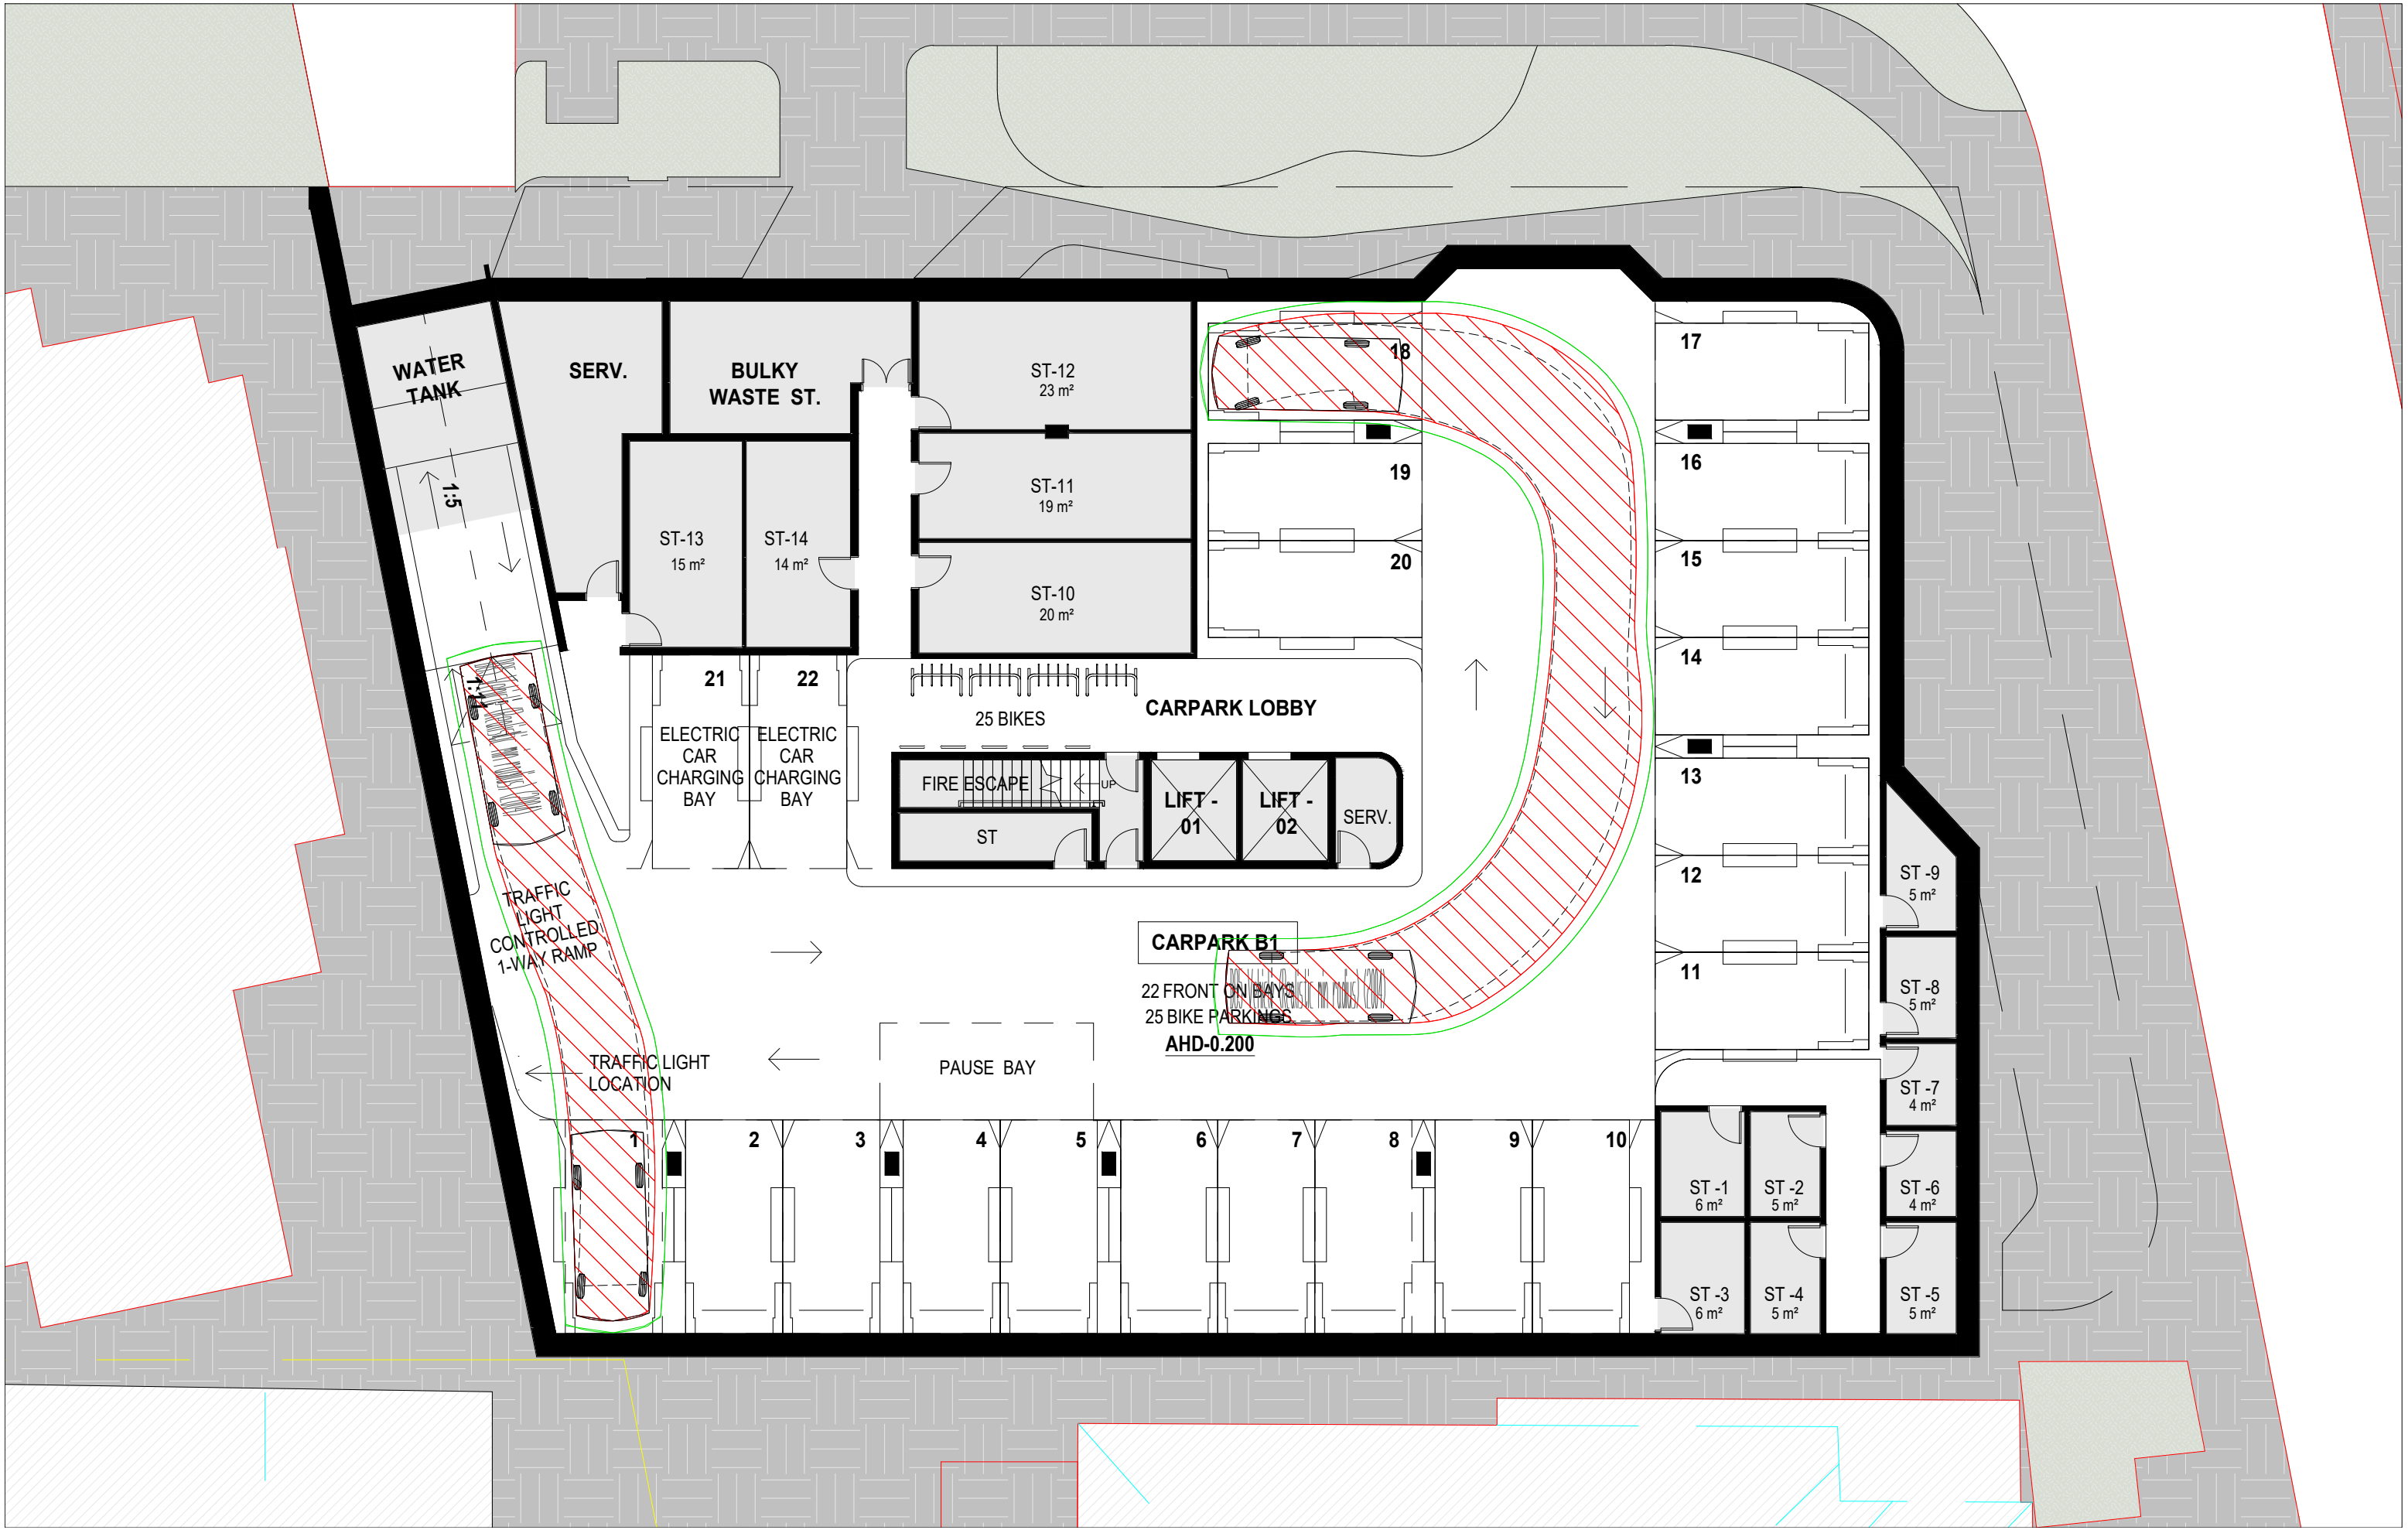 WATER
TANK
SERV.
BULKY
WASTE ST.
ST-12
23 m²
18
17
1:5
ST-11
19 m²
19
16
ST-13
15 m²
ST-14
14 m²
ST-10
20 m²
20
15
14
21
22
25 BIKES
CARPARK LOBBY
ELECTRIC
CAR
CHARGING
BAY
ELECTRIC
CAR
CHARGING
BAY
FIRE ESCAPE
UP
ST
LIFT -
01
LIFT -
02
SERV.
13
12
11
ST -9
5 m²
TRAFFIC
LIGHT
CONTROLLED
1-WAY RAMP
CARPARK B1
22 FRONT ON BAYS
25 BIKE PARKINGS
AHD-0.200
ST -8
5 m²
TRAFFIC LIGHT
LOCATION
PAUSE BAY
ST -7
4 m²
1
2
3
4
5
6
7
8
9
10
ST -1
6 m²
ST -2
5 m²
ST -6
4 m²
ST -3
6 m²
ST -4
5 m²
ST -5
5 m²